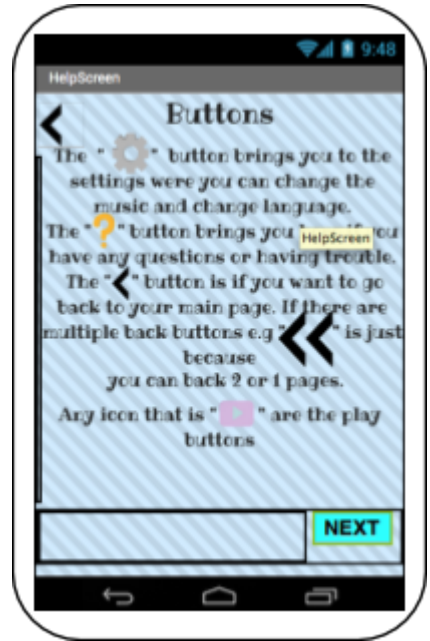 9:48
HelpScreen
Buttons
The " " button brings you to the
settings were you can change the
music and change language.
The "?" button brings you you
HelpScreen
have any questions or having trouble.
The "<" button is if you want to go
back to your main page. If there are
multiple back buttons e.g "<<" is just
because
you can back 2 or 1 pages.
Any icon that is " " are the play
buttons
NEXT